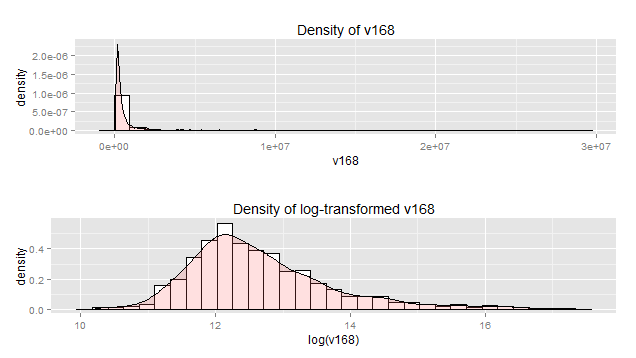 Density of v168
density
2.0e-06
1.5e-06
1.0e-06
5.0e-07
0.0e+00
0e+00 1e+07 2e+07 3e+07
v168
Density of log-transformed v168
density
0.4
0.2
0.0
10 12 14 16
log(v168)